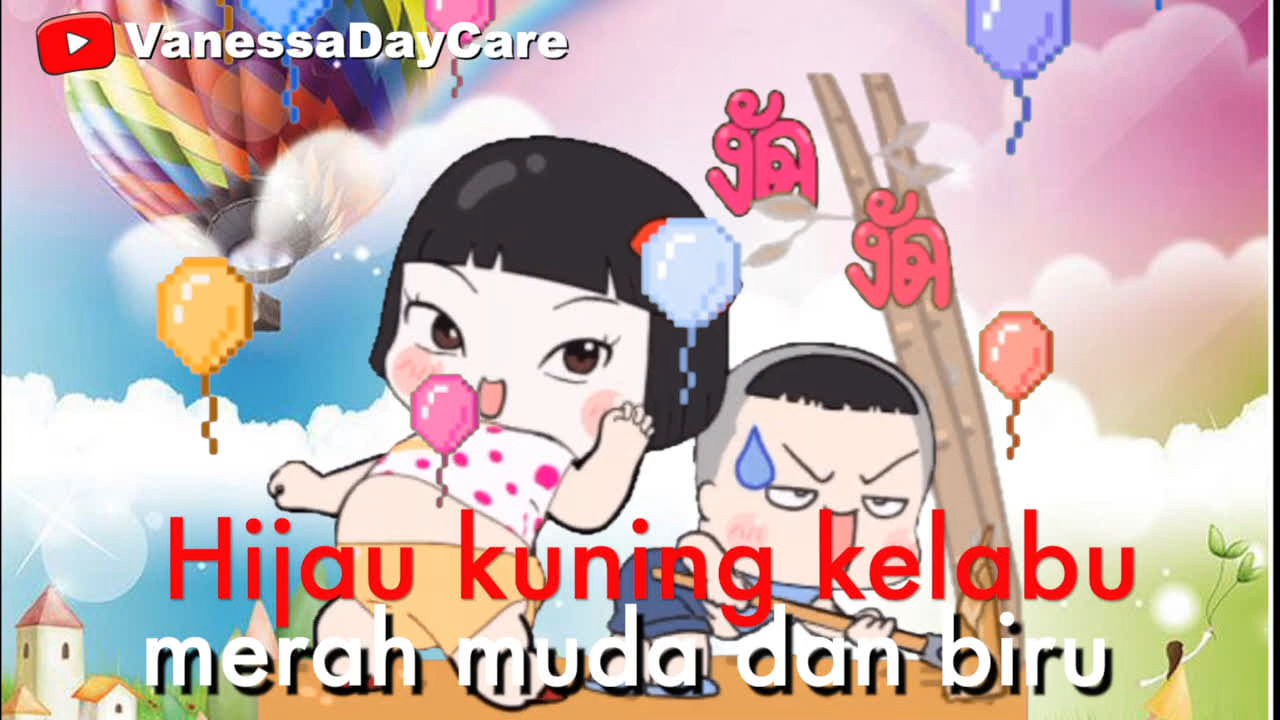 VanessaDayCare
งัด
งัด
Hijau kuning kelabu
merah muda dan biru